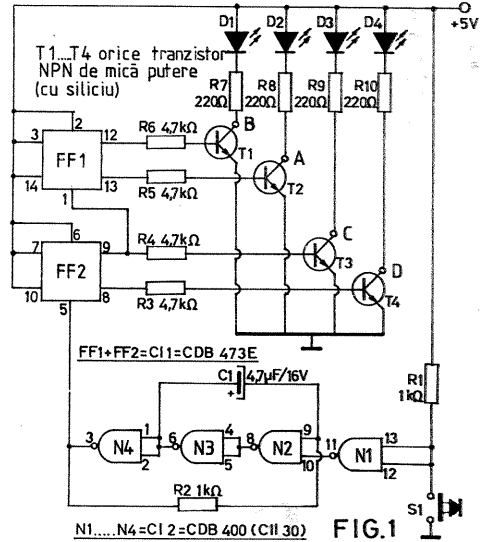 D1 D2 D3 D4
+5V
T1....T4 orice tranzistor
NPN de mică putere
(cu siliciu)
R7 R8 R9 R10
220Ω 220Ω 220Ω 220Ω
2
3 FF1 12 R6 4,7kΩ B T1
14 13 R5 4,7kΩ A T2
1
6
7 FF2 9 R4 4,7kΩ C T3
10 8 R3 4,7kΩ D T4
5
FF1+FF2=CI1=CDB 473E
C1 4,7µF/16V
+
R1
1kΩ
3 N4 1 2 6 N3 4 5 8 N2 9 10 11 N1 13 12
R2 1kΩ
S1
N1.....N4=CI2=CDB 400 (CII 30)
FIG.1